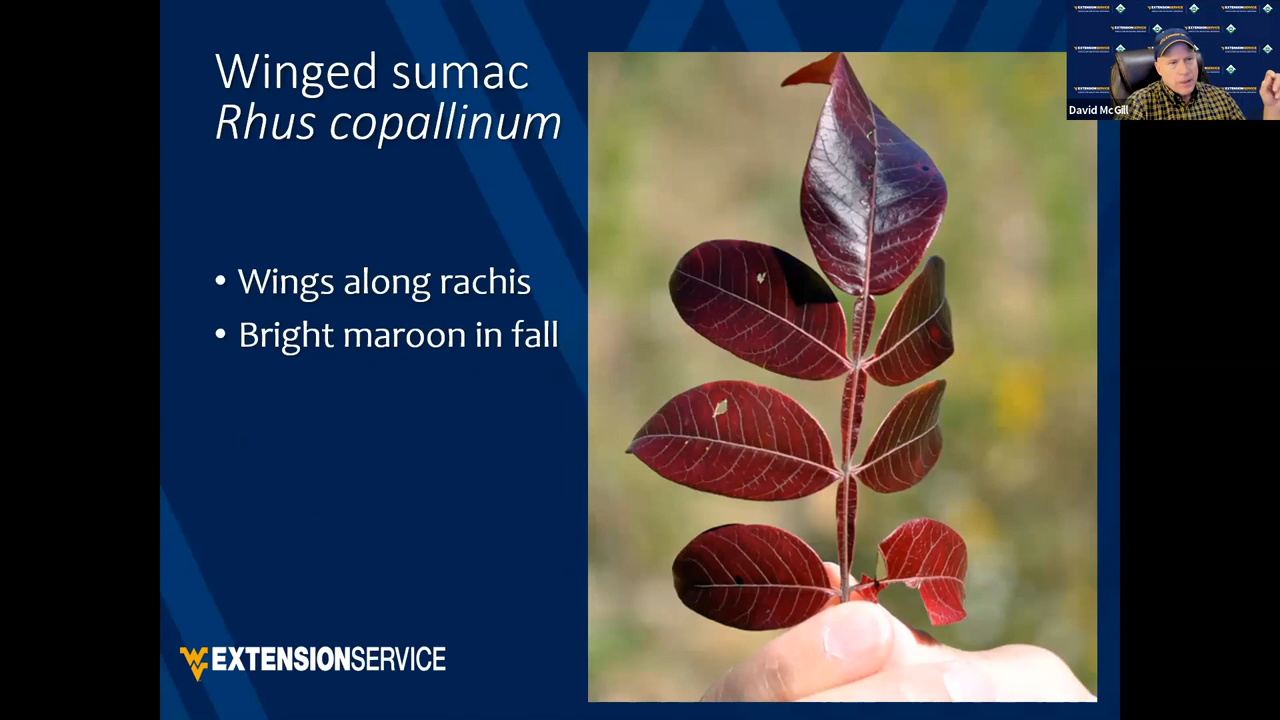 Winged sumac
Rhus copallinum
• Wings along rachis
• Bright maroon in fall
EXTENSIONSERVICE
David McGill